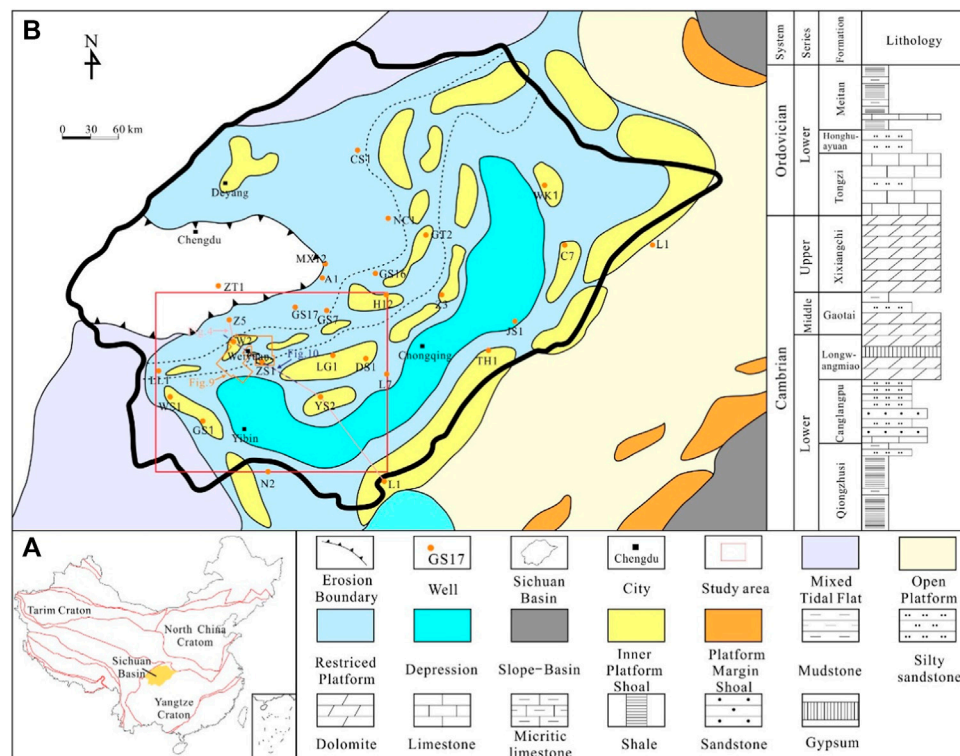 B
N
0 30 60 km
CS1
Deyang
WK1
NC1
Chengdu
GT2
L1
MX12
C7
A1
GS16
ZT1
H12
Z3
GS17
GS7
Z5
JS1
W2
Weiyuan
Fig.10
Chongqing
ZS1
LG1
DS1
TH1
Fig.9
L7
LL1
WS1
YS2
GS1
Yibin
N2
L1
System
Series
Formation
Lithology
Ordovician
Lower
Meitan
Honghu-
ayuan
Tongzi
Cambrian
Upper
Xixiangchi
Middle
Gaotai
Lower
Longw-
angmiao
Canglangpu
Qiongzhusi
A
Tarim Craton
North China
Cratom
Sichuan
Basin
Yangtze
Craton
GS17
Chengdu
Erosion
Boundary
Well
Sichuan
Basin
City
Study area
Mixed
Tidal Flat
Open
Platform
Restriced
Platform
Depression
Slope-Basin
Inner
Platform
Shoal
Platform
Margin
Shoal
Mudstone
Silty
sandstone
Dolomite
Limestone
Micritic
limestone
Shale
Sandstone
Gypsum